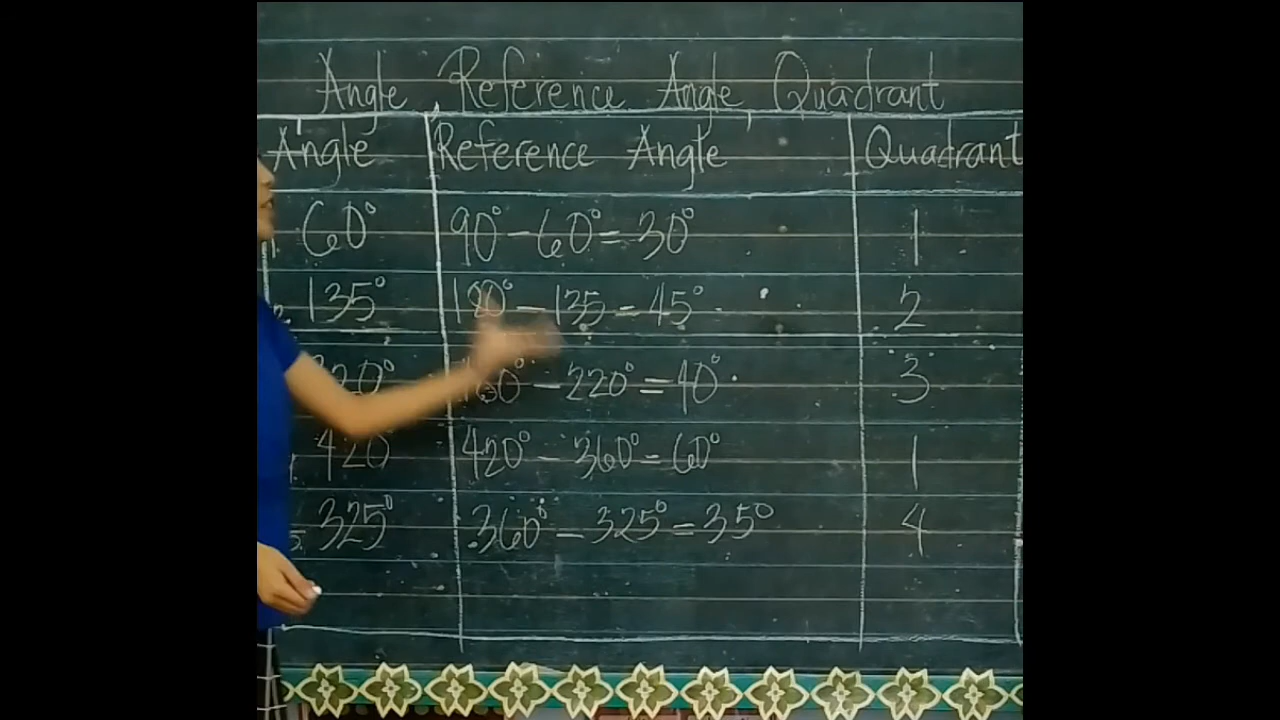 Angle Reference Angle Quadrant
Angle Reference Angle Quadrant
60° 90° - 60° = 30° 1
135° 180° - 135 = 45° 2
220° - 220° = 40° 3
420° 420° - 360° = 60° 1
5. 325° 360° - 325° = 35° 4